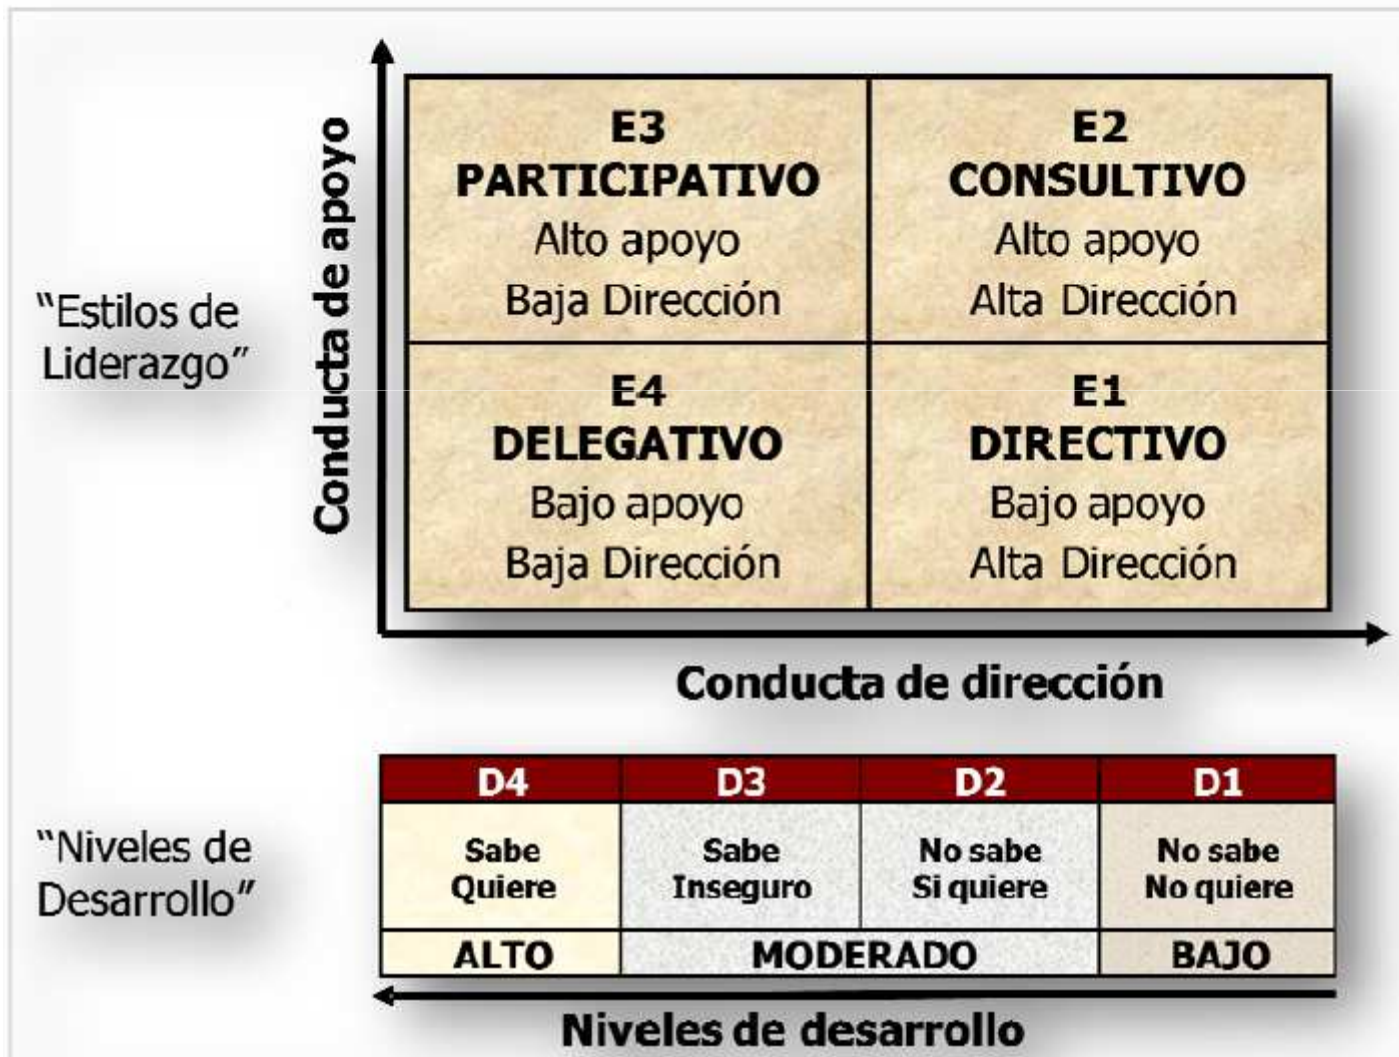 "Estilos de
Liderazgo"
Conducta de apoyo
E3
PARTICIPATIVO
Alto apoyo
Baja Dirección
E2
CONSULTIVO
Alto apoyo
Alta Dirección
E4
DELEGATIVO
Bajo apoyo
Baja Dirección
E1
DIRECTIVO
Bajo apoyo
Alta Dirección
Conducta de dirección
"Niveles de
Desarrollo"
D4 D3 D2 D1
Sabe Sabe No sabe No sabe
Quiere Inseguro Si quiere No quiere
ALTO MODERADO BAJO
Niveles de desarrollo